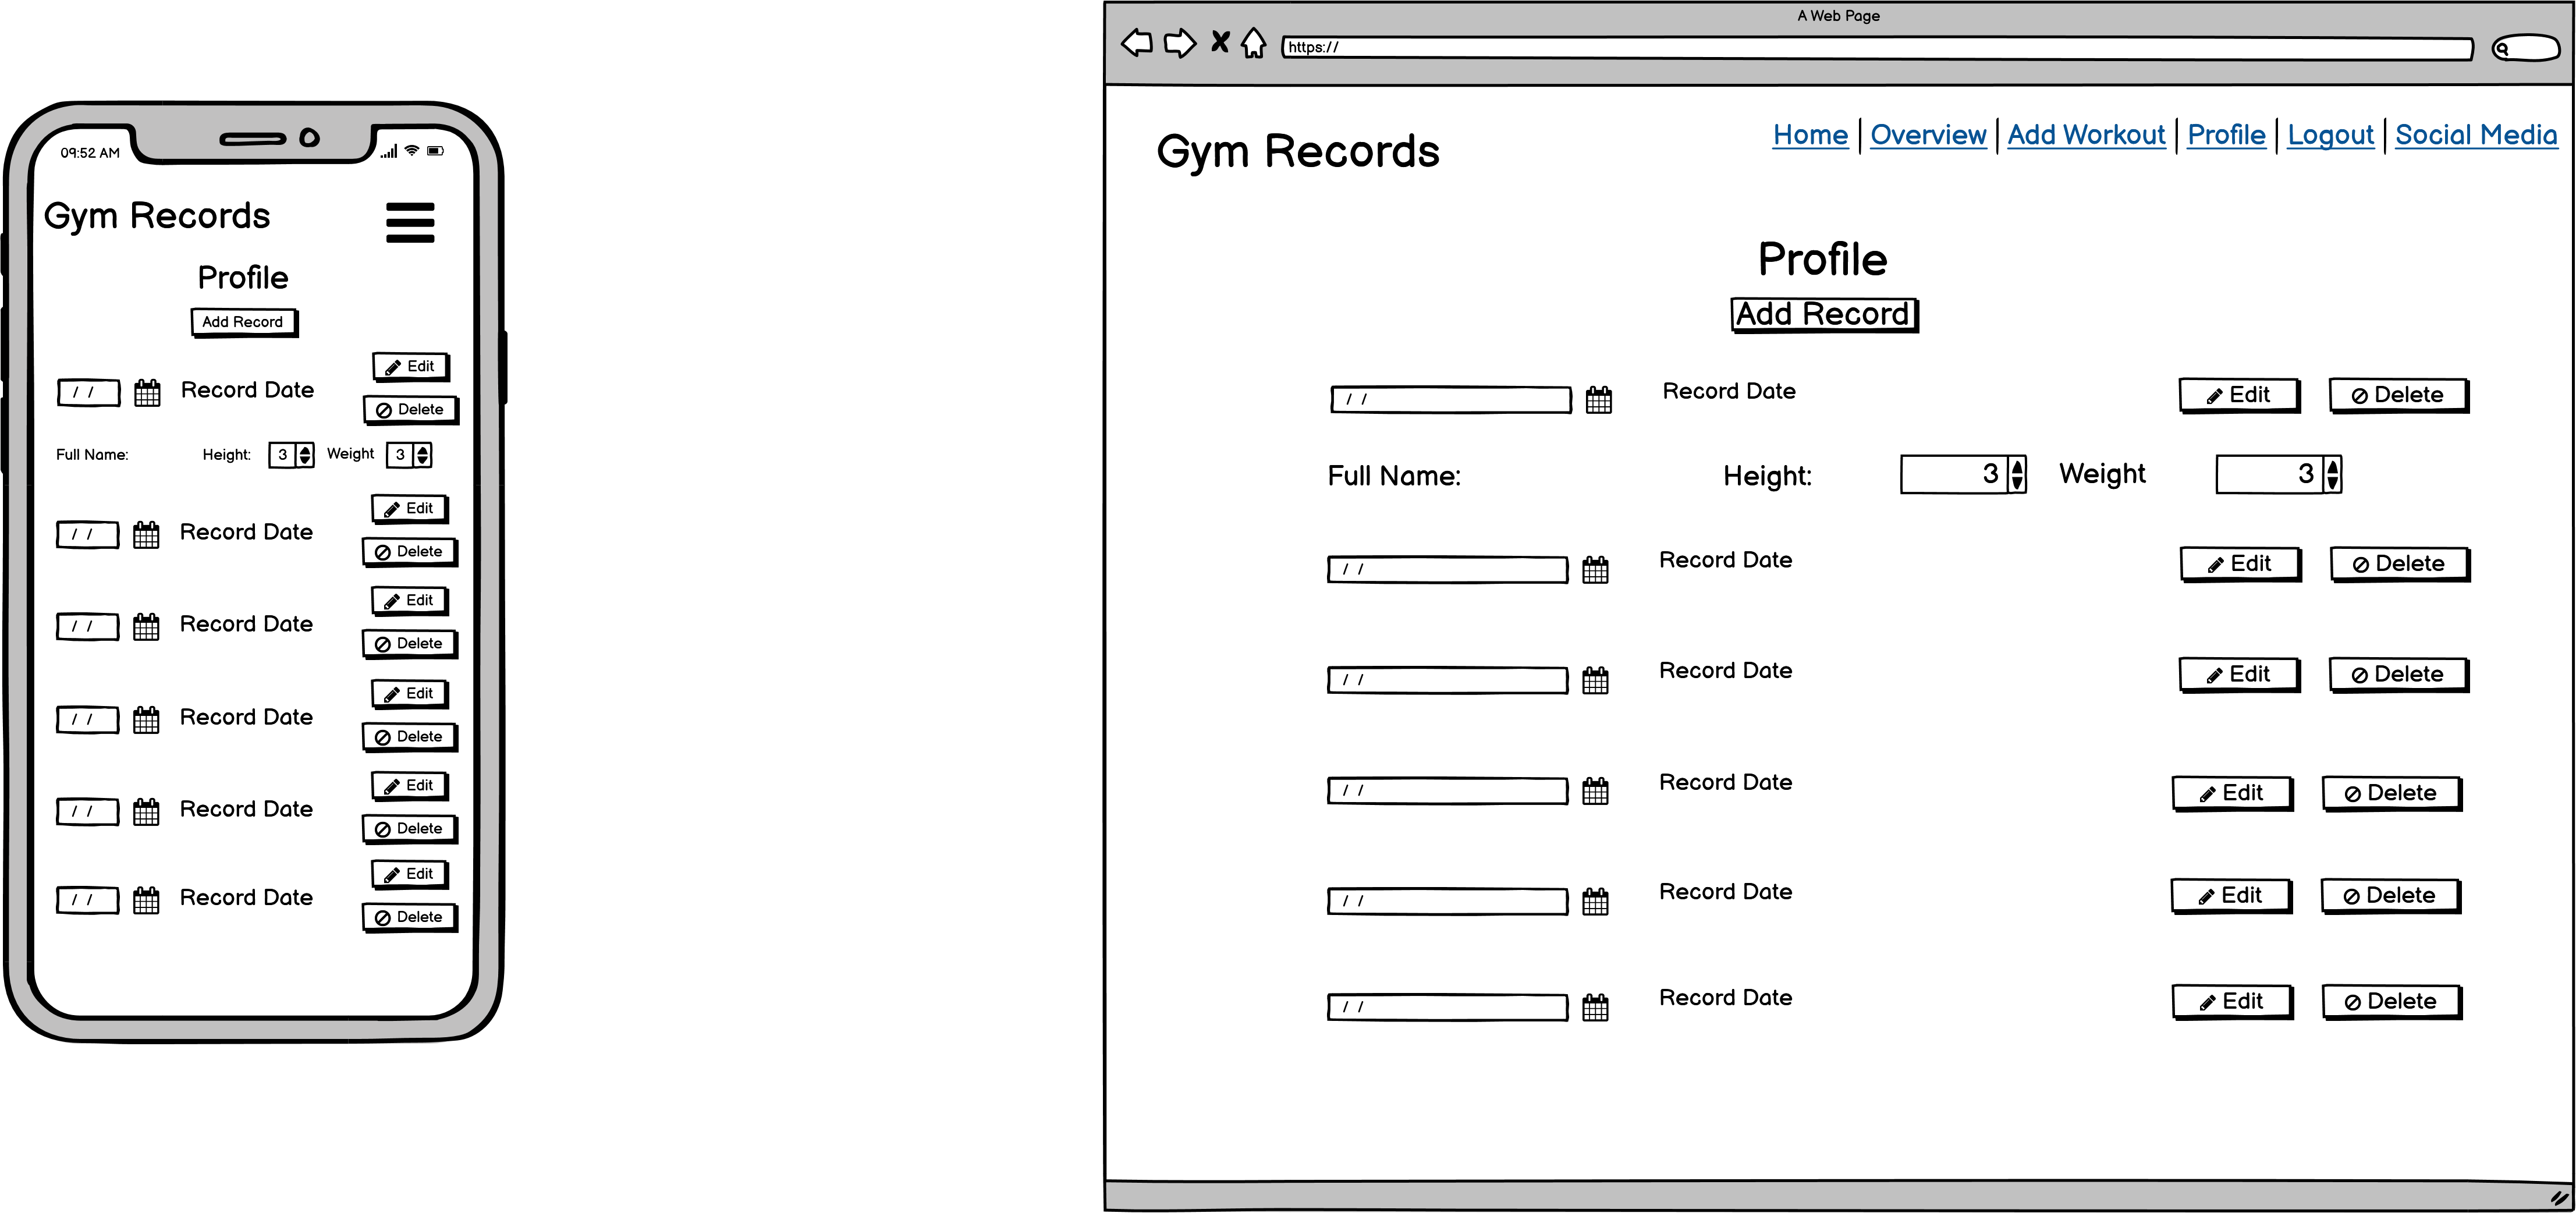 09:52 AM
Gym Records
Profile
Add Record
Edit
/ / Record Date
Delete
Full Name: Height: 3 Weight 3
Edit
/ / Record Date
Delete
Edit
/ / Record Date
Delete
Edit
/ / Record Date
Delete
Edit
/ / Record Date
Delete
Edit
/ / Record Date
Delete
A Web Page
https://
Gym Records
Home Overview Add Workout Profile Logout Social Media
Profile
Add Record
/ / Record Date Edit Delete
Full Name: Height: 3 Weight 3
/ / Record Date Edit Delete
/ / Record Date Edit Delete
/ / Record Date Edit Delete
/ / Record Date Edit Delete
/ / Record Date Edit Delete